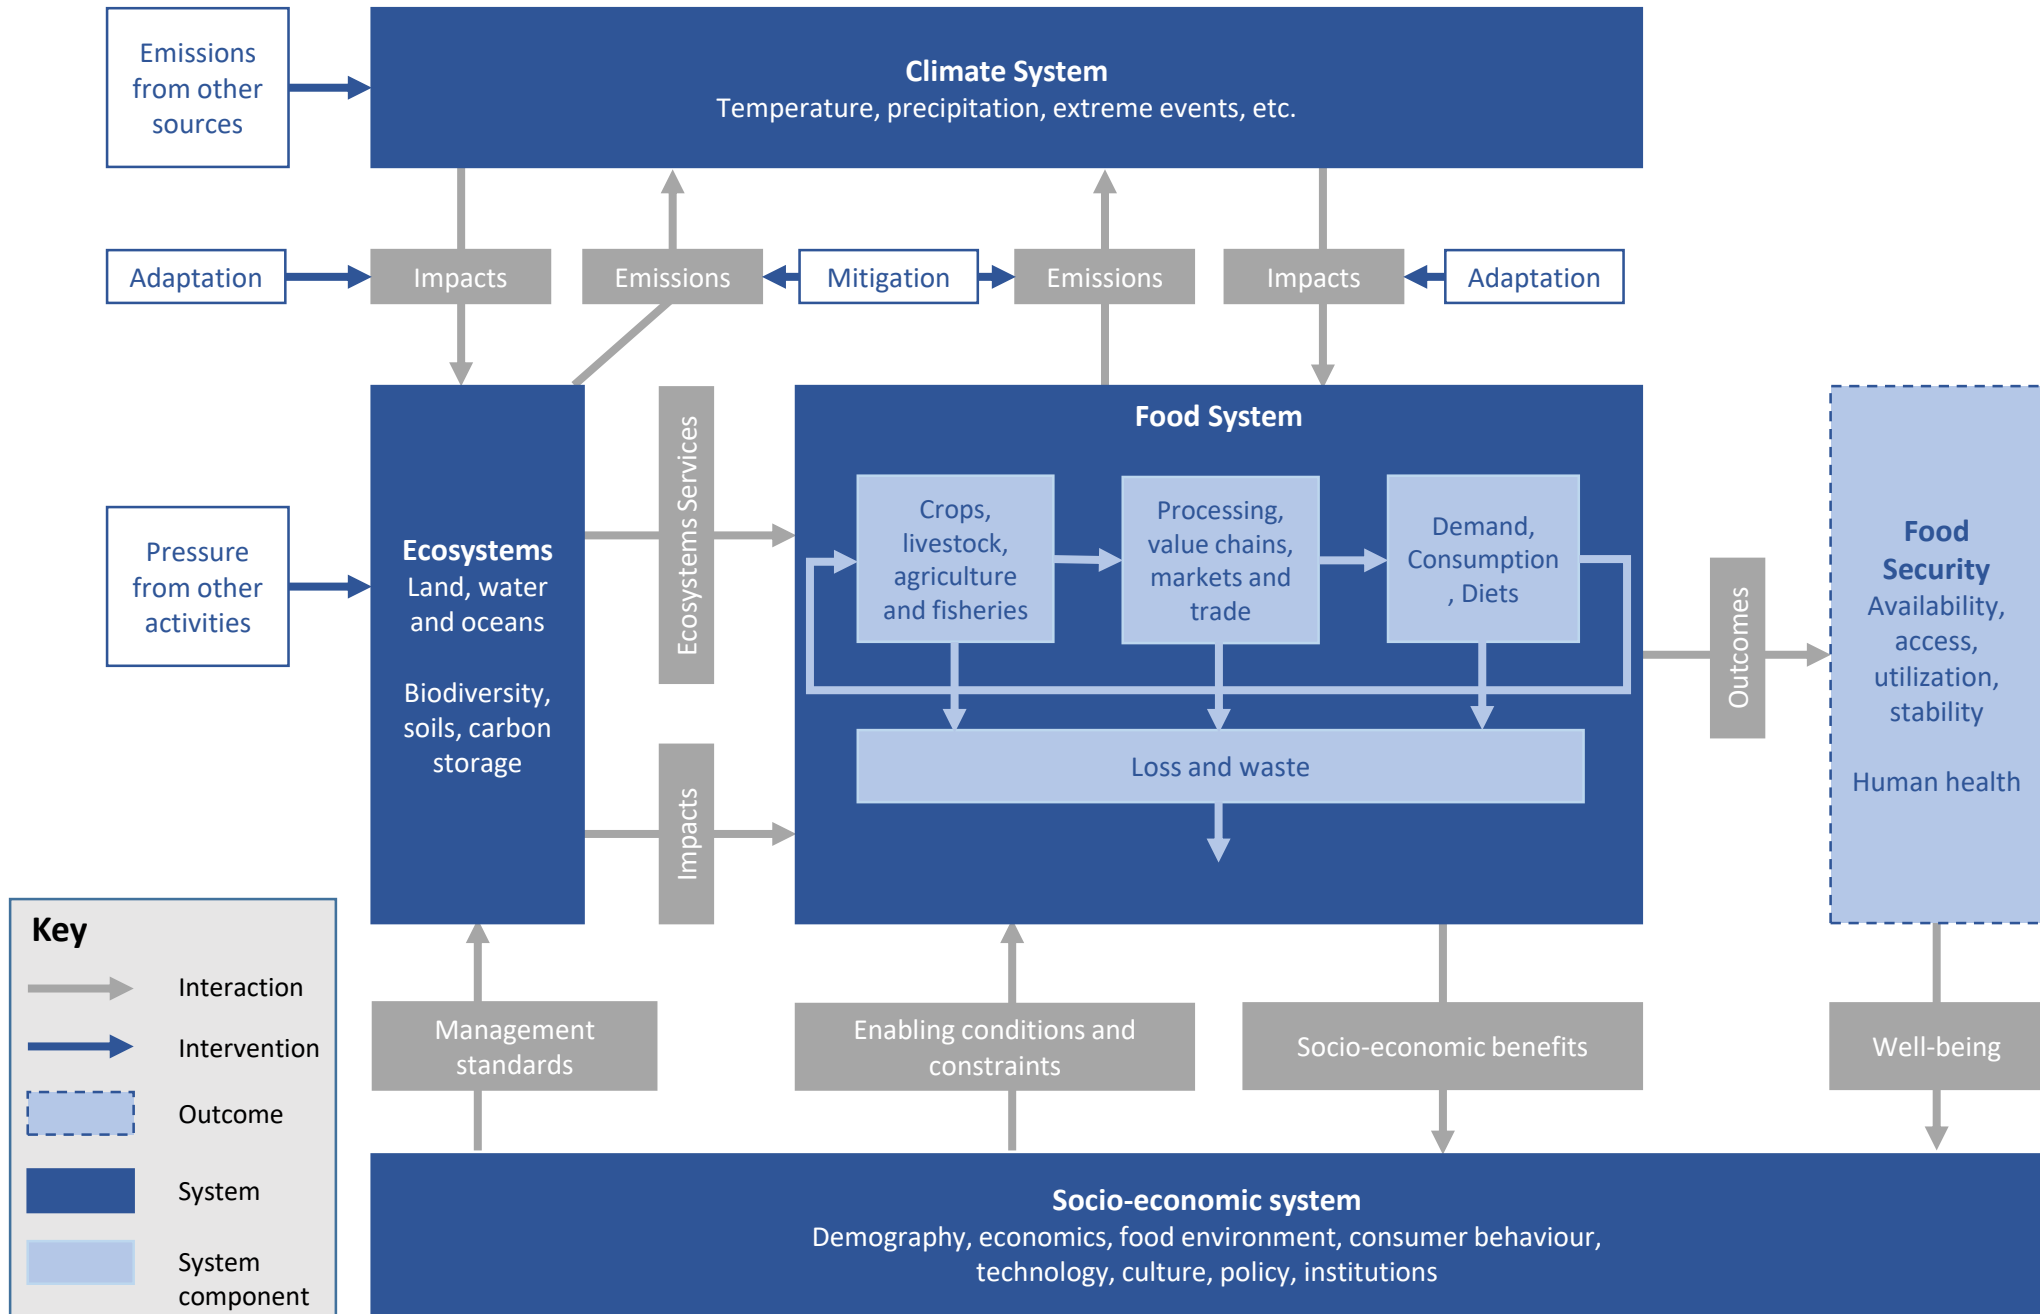 Emissions
from other
sources
Climate System
Temperature, precipitation, extreme events, etc.
Adaptation
Impacts
Emissions
Mitigation
Emissions
Impacts
Adaptation
Pressure
from other
activities
Ecosystems
Land, water
and oceans
Biodiversity,
soils, carbon
storage
Ecosystems Services
Impacts
Food System
Crops,
livestock,
agriculture
and fisheries
Processing,
value chains,
markets and
trade
Demand,
Consumption
, Diets
Loss and waste
Outcomes
Food
Security
Availability,
access,
utilization,
stability
Human health
Key
Interaction
Intervention
Outcome
System
System
component
Management
standards
Enabling conditions and
constraints
Socio-economic benefits
Well-being
Socio-economic system
Demography, economics, food environment, consumer behaviour,
technology, culture, policy, institutions